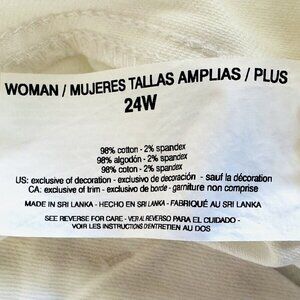 WOMAN / MUJERES TALLAS AMPLIAS / PLUS
24W
98% cotton - 2% spandex
98% algodón - 2% spandex
98% coton - 2% spandex
US: exclusive of decoration - exclusivo de decoración - sauf la décoration
CA: exclusive of trim - exclusivo de borde - garniture non comprise
MADE IN SRI LANKA - HECHO EN SRI LANKA - FABRIQUÉ AU SRI LANKA
SEE REVERSE FOR CARE - VER AL REVERSO PARA EL CUIDADO -
VOIR LES INSTRUCTIONS D'ENTRETIEN AU DOS